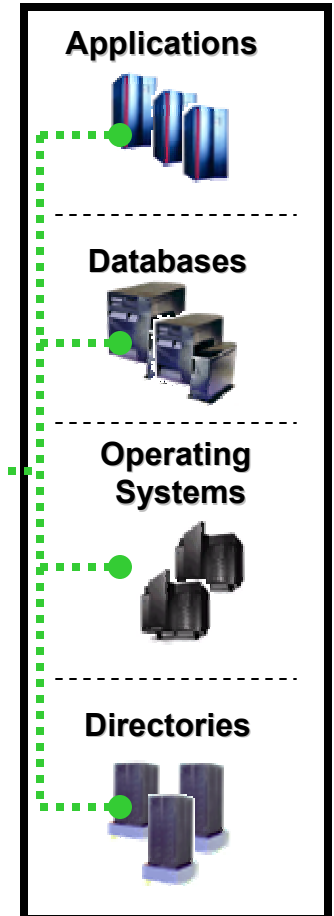 Applications
Databases
Operating
Systems
Directories